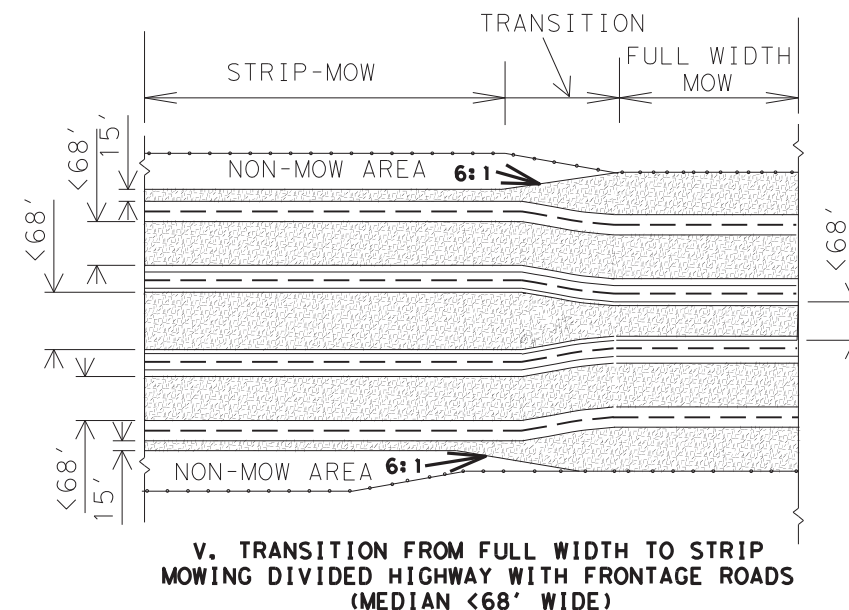 TRANSITION
STRIP-MOW
FULL WIDTH
MOW
<68'
15'
<68'
NON-MOW AREA
6:1
<68'
NON-MOW AREA
6:1
<68'
15'
V. TRANSITION FROM FULL WIDTH TO STRIP
MOWING DIVIDED HIGHWAY WITH FRONTAGE ROADS
(MEDIAN <68' WIDE)